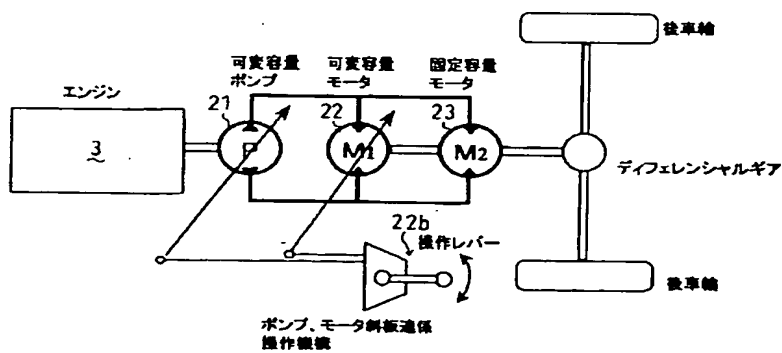 後車輪
可変容量
ポンプ
可変容量
モータ
固定容量
モータ
エンジン
21
22
23
3
P
M1
M2
ディフェレンシャルギア
22b
操作レバー
後車輪
ポンプ、モータ斜板連係
操作機構